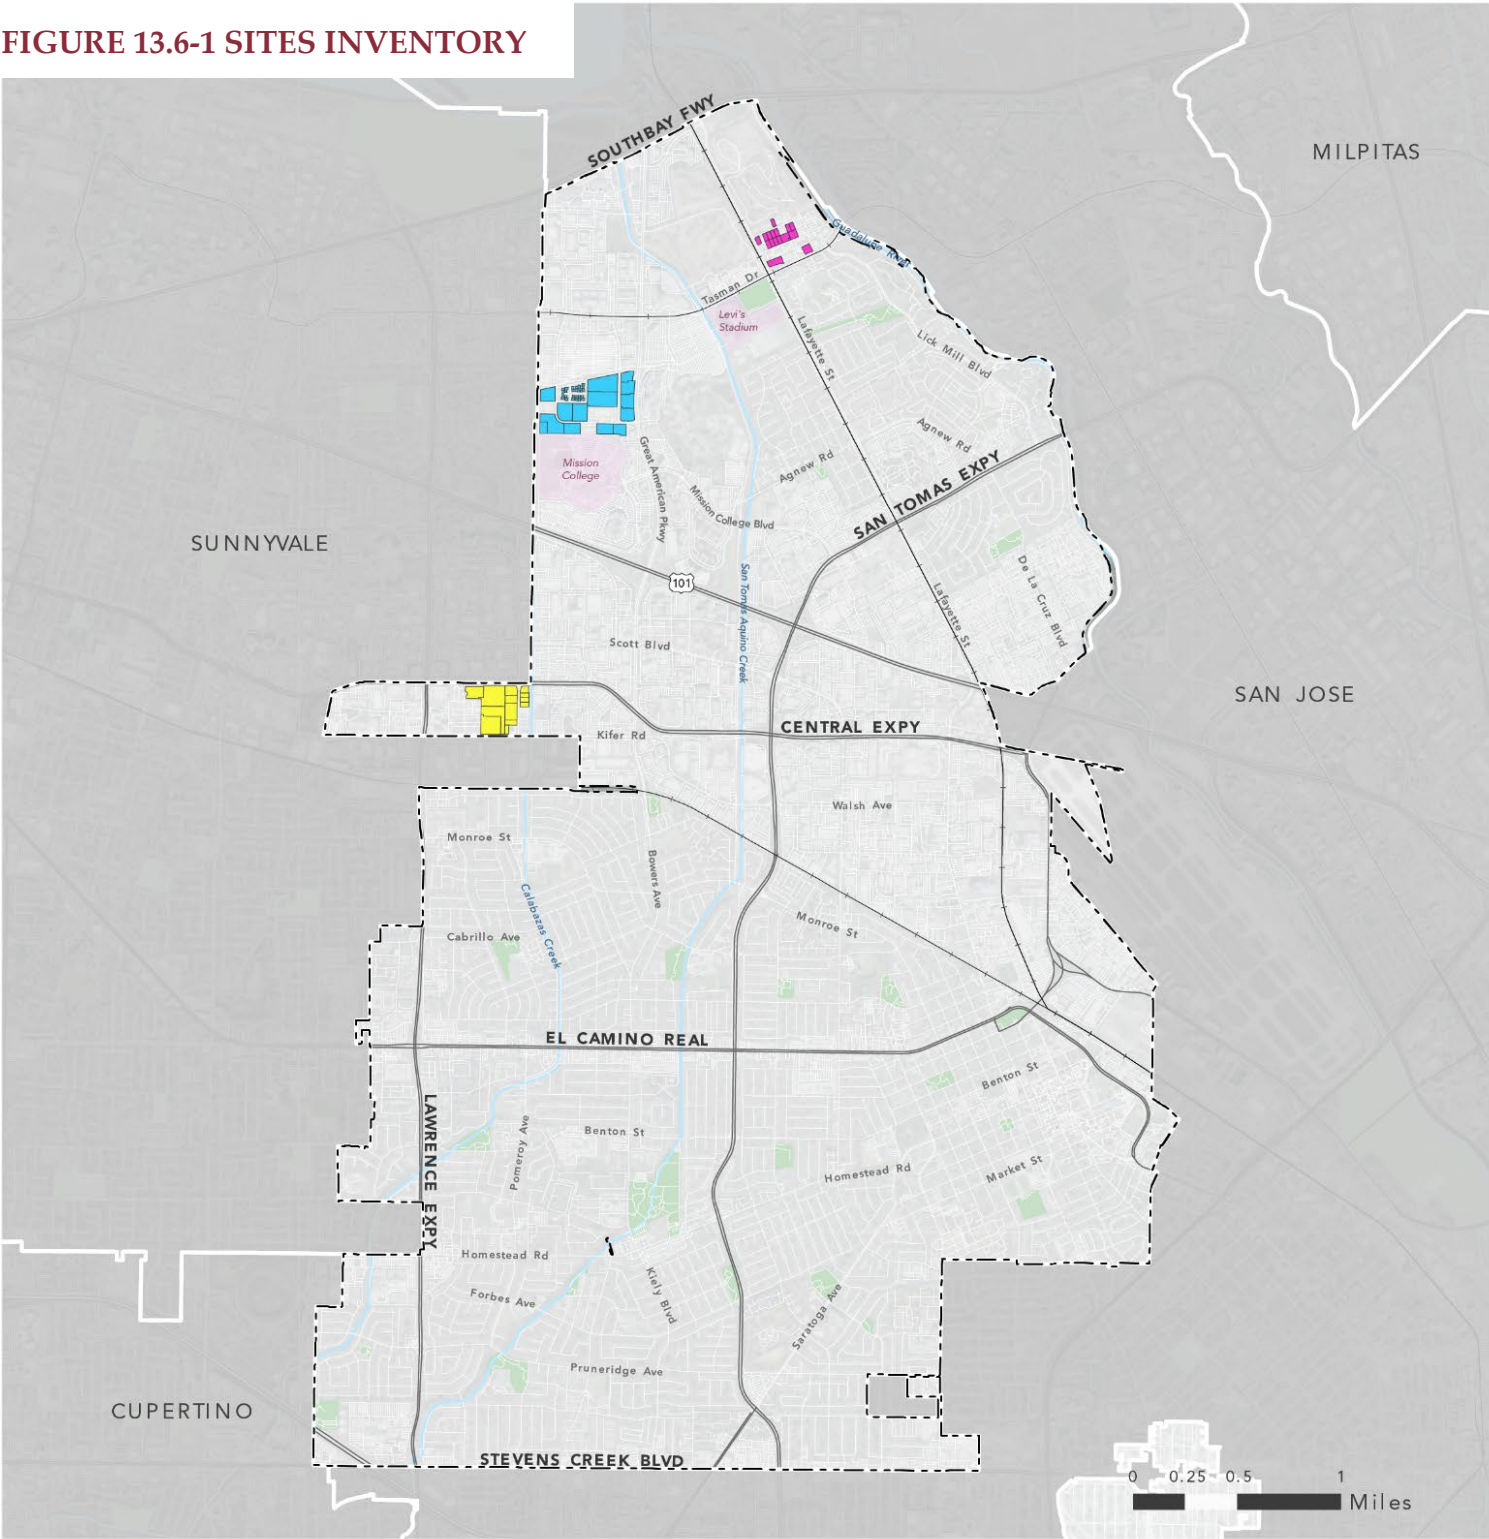 FIGURE 13.6-1 SITES INVENTORY
SOUTHBAY FWY
MILPITAS
Guadalupe River
Tasman Dr
Levi's
Stadium
Lafayette St
Lick Mill Blvd
Agnew Rd
Great American Pkwy
Mission
College
Agnew Rd
SAN TOMAS EXPY
Mission College Blvd
SUNNYVALE
101
San Tomas Aquino Creek
De La Cruz Blvd
Lafayette St
Scott Blvd
SAN JOSE
CENTRAL EXPY
Kifer Rd
Walsh Ave
Monroe St
Bowers Ave
Calabazas Creek
Monroe St
Cabrillo Ave
EL CAMINO REAL
Benton St
LAWRENCE EXPY
Pomeroy Ave
Benton St
Homestead Rd
Market St
Homestead Rd
Kiely Blvd
Forbes Ave
Saratoga Ave
Pruneridge Ave
CUPERTINO
STEVENS CREEK BLVD
0 0.25 0.5 1
Miles